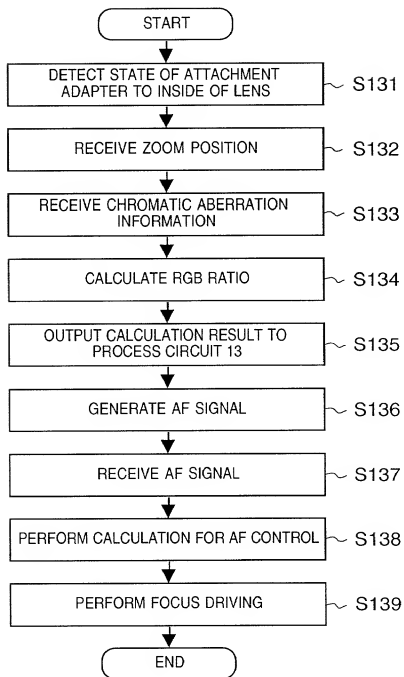 START
DETECT STATE OF ATTACHMENT
ADAPTER TO INSIDE OF LENS
S131
RECEIVE ZOOM POSITION
S132
RECEIVE CHROMATIC ABERRATION
INFORMATION
S133
CALCULATE RGB RATIO
S134
OUTPUT CALCULATION RESULT TO
PROCESS CIRCUIT 13
S135
GENERATE AF SIGNAL
S136
RECEIVE AF SIGNAL
S137
PERFORM CALCULATION FOR AF CONTROL
S138
PERFORM FOCUS DRIVING
S139
END